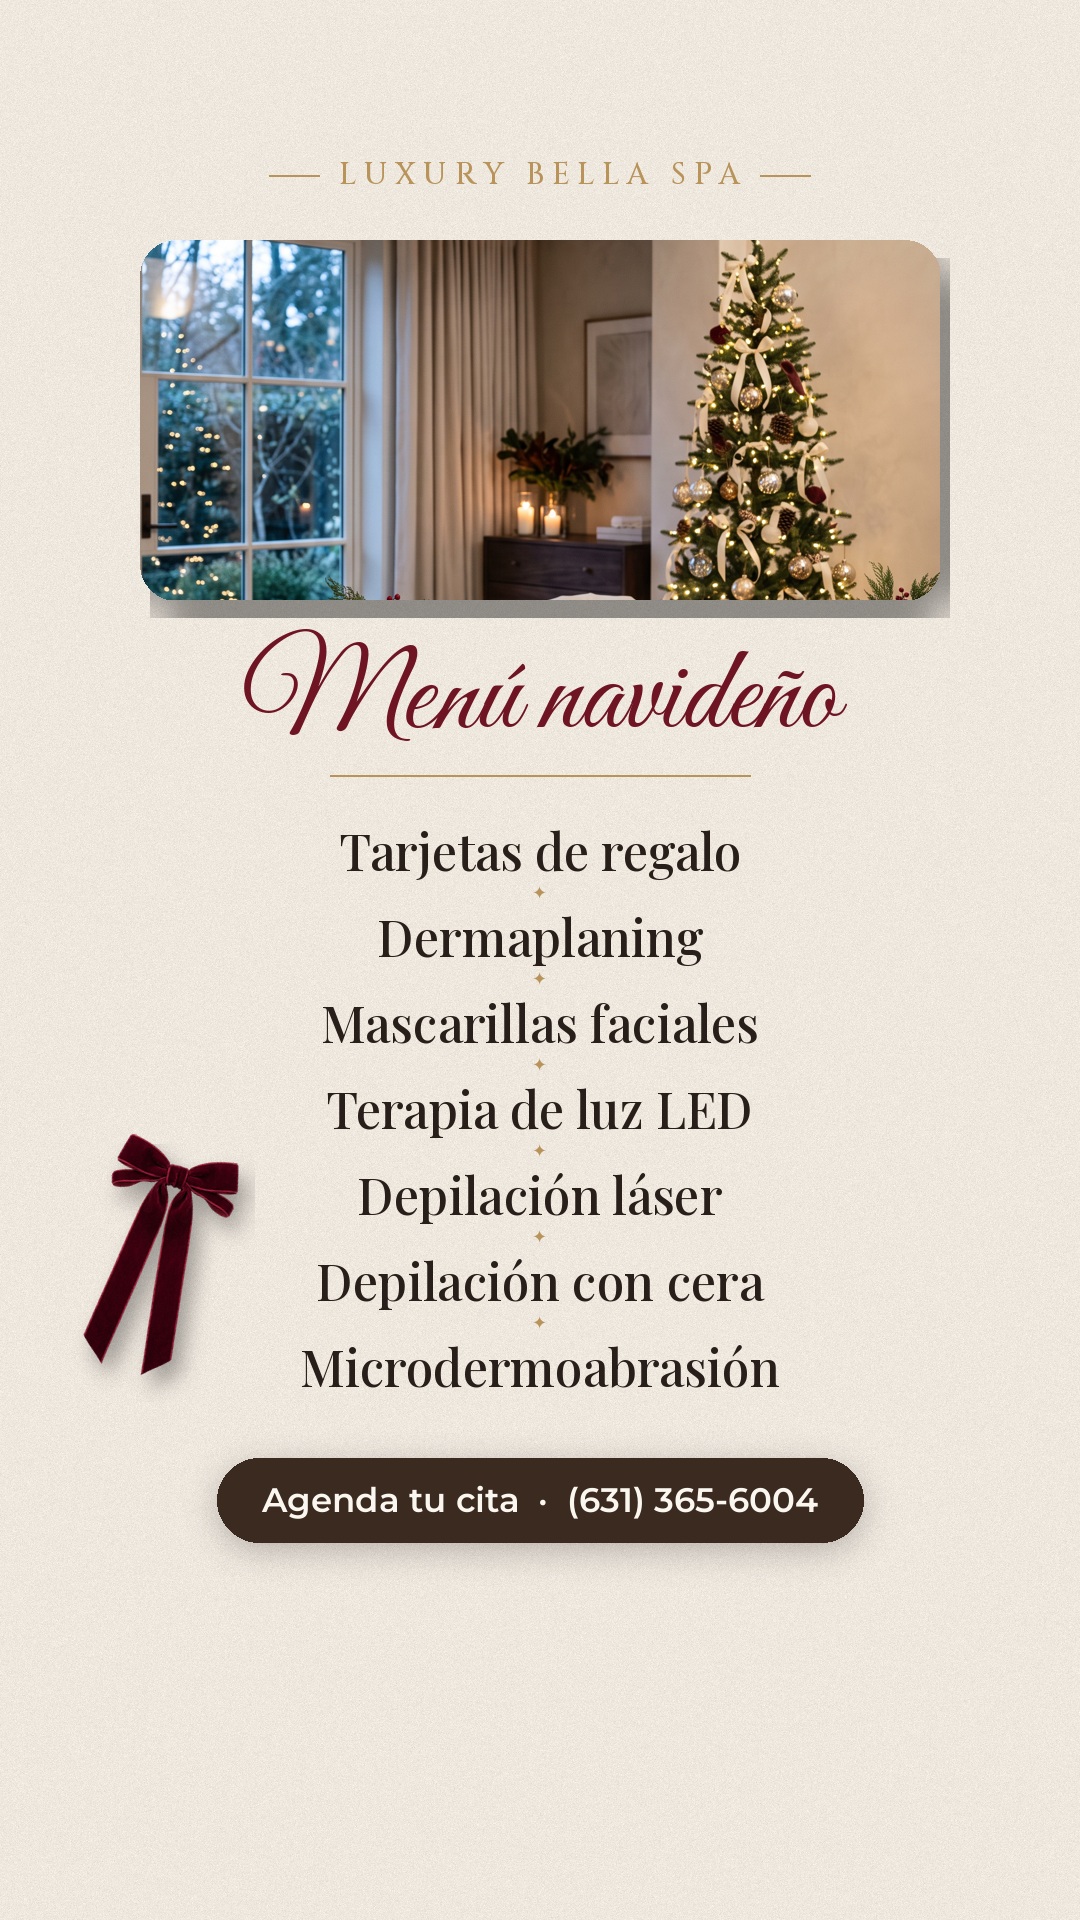 LUXURY BELLA SPA
Menú navideño
Tarjetas de regalo
Dermaplaning
Mascarillas faciales
Terapia de luz LED
Depilación láser
Depilación con cera
Microdermoabrasión
Agenda tu cita · (631) 365-6004